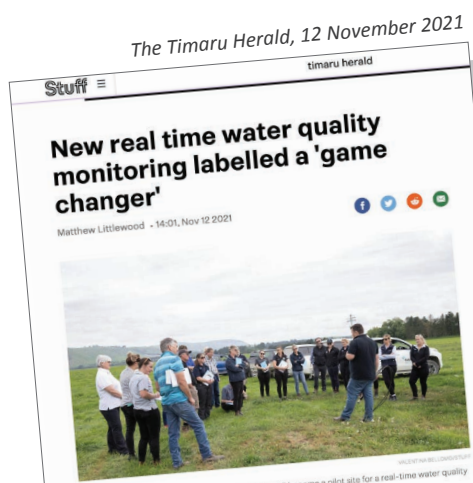 The Timaru Herald, 12 November 2021
Stuff
timaru herald
New real time water quality
monitoring labelled a 'game
changer'
Matthew Littlewood • 14:01, Nov 12 2021
f
a pilot site for a real-time water quality